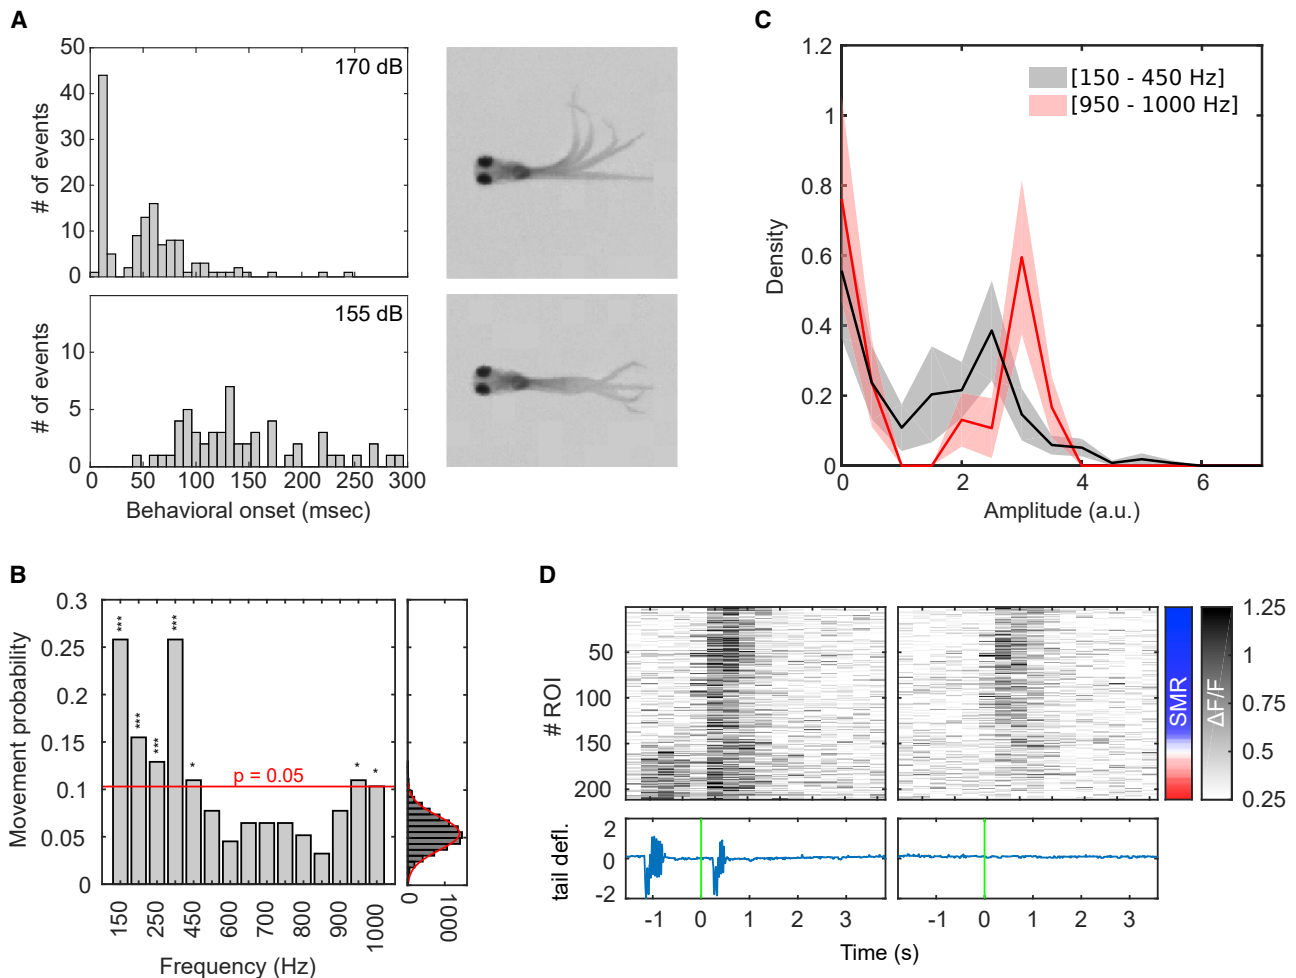 A
50
40
30
20
10
0
# of events
170 dB
10
5
0
# of events
155 dB
0 50 100 150 200 250 300
Behavioral onset (msec)
C
1.2
1
0.8
0.6
0.4
0.2
0
Density
[150 - 450 Hz]
[950 - 1000 Hz]
0 2 4 6
Amplitude (a.u.)
B
0.3
0.25
0.2
0.15
0.1
0.05
0
Movement probability
*** *** *** *** * * *
p = 0.05
150 250 450 600 700 850 900 1000
Frequency (Hz)
0 1000
D
50
100
150
200
# ROI
SMR
ΔF/F
1.25
1
0.75
0.5
0.25
2
0
-2
tail defl.
-1 0 1 2 3
-1 0 1 2 3
Time (s)